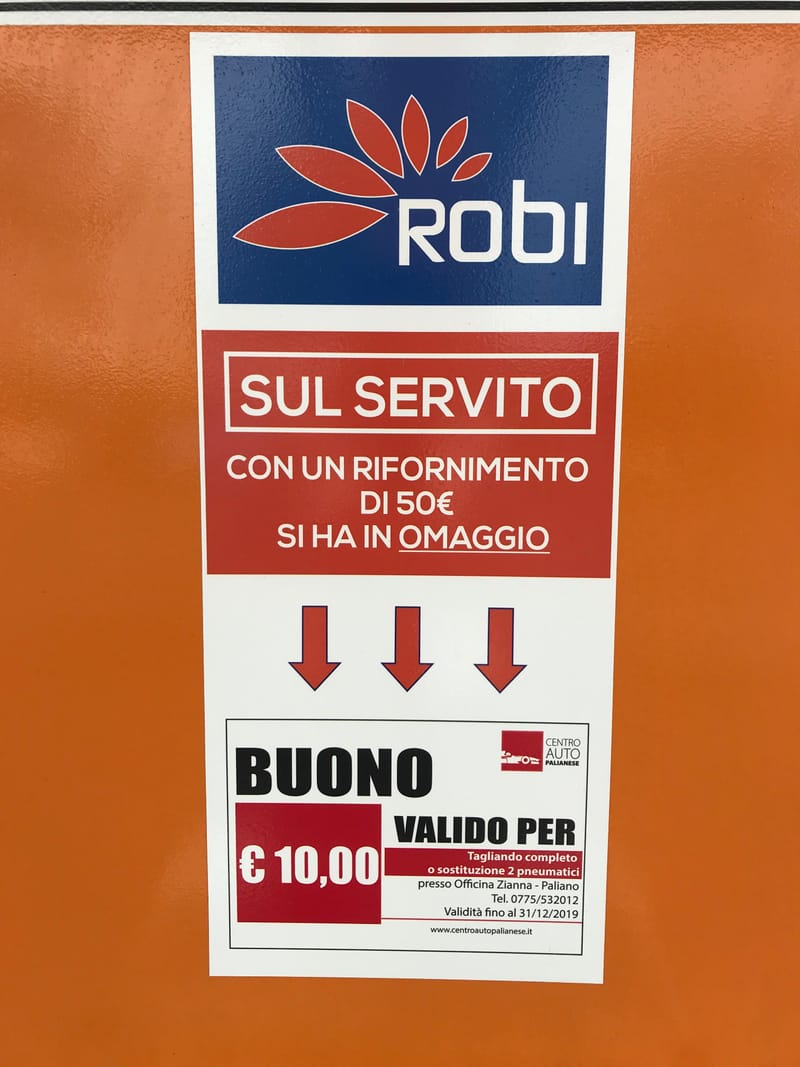 Robi
SUL SERVITO
CON UN RIFORNIMENTO
DI 50€
SI HA IN OMAGGIO
CENTRO
AUTO
PALIANESE
BUONO
€ 10,00
VALIDO PER
Tagliando completo
o sostituzione 2 pneumatici
presso Officina Zianna - Paliano
Tel. 0775/532012
Validità fino al 31/12/2019
www.centroautopalianese.it